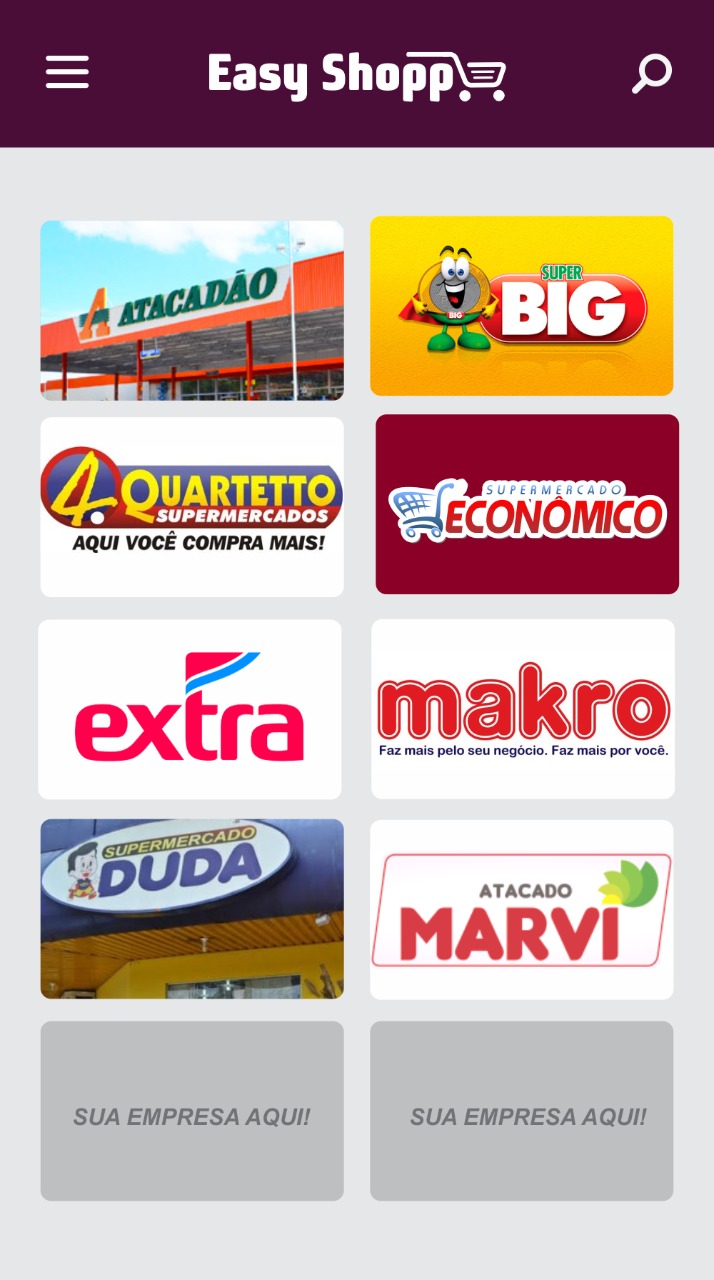 Easy Shopp
ATACADÃO
SUPER
BIG
BIG
4.
QUARTETTO
SUPERMERCADOS
AQUI VOCÊ COMPRA MAIS!
SUPERMERCADO
ECONÔMICO
extra
makro
Faz mais pelo seu negócio. Faz mais por você.
SUPERMERCADO
DUDA
ATACADO
MARVI
SUA EMPRESA AQUI!
SUA EMPRESA AQUI!